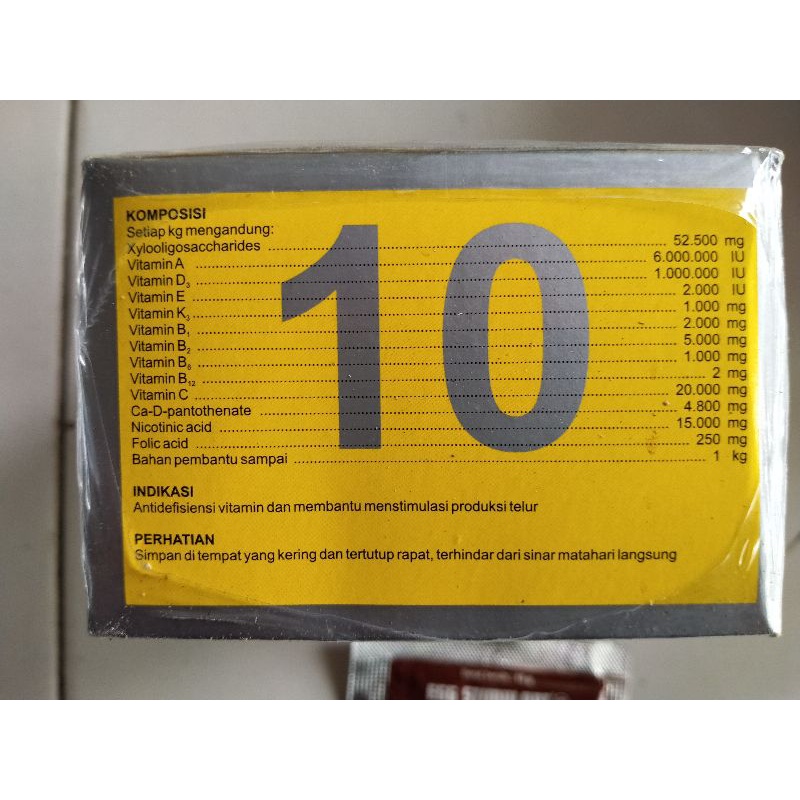 KOMPOSISI
Setiap kg mengandung:
Xylooligosaccharides ........ 52.500 mg
Vitamin A ........ 6.000.000 IU
Vitamin D3 ........ 1.000.000 IU
Vitamin E ........ 2.000 IU
Vitamin K3 ........ 1.000 mg
Vitamin B1 ........ 2.000 mg
Vitamin B2 ........ 5.000 mg
Vitamin B6 ........ 1.000 mg
Vitamin B12 ........ 2 mg
Vitamin C ........ 20.000 mg
Ca-D-pantothenate ........ 4.800 mg
Nicotinic acid ........ 15.000 mg
Folic acid ........ 250 mg
Bahan pembantu sampai ........ 1 kg
10
INDIKASI
Antidefisiensi vitamin dan membantu menstimulasi produksi telur
PERHATIAN
Simpan di tempat yang kering dan tertutup rapat, terhindar dari sinar matahari langsung